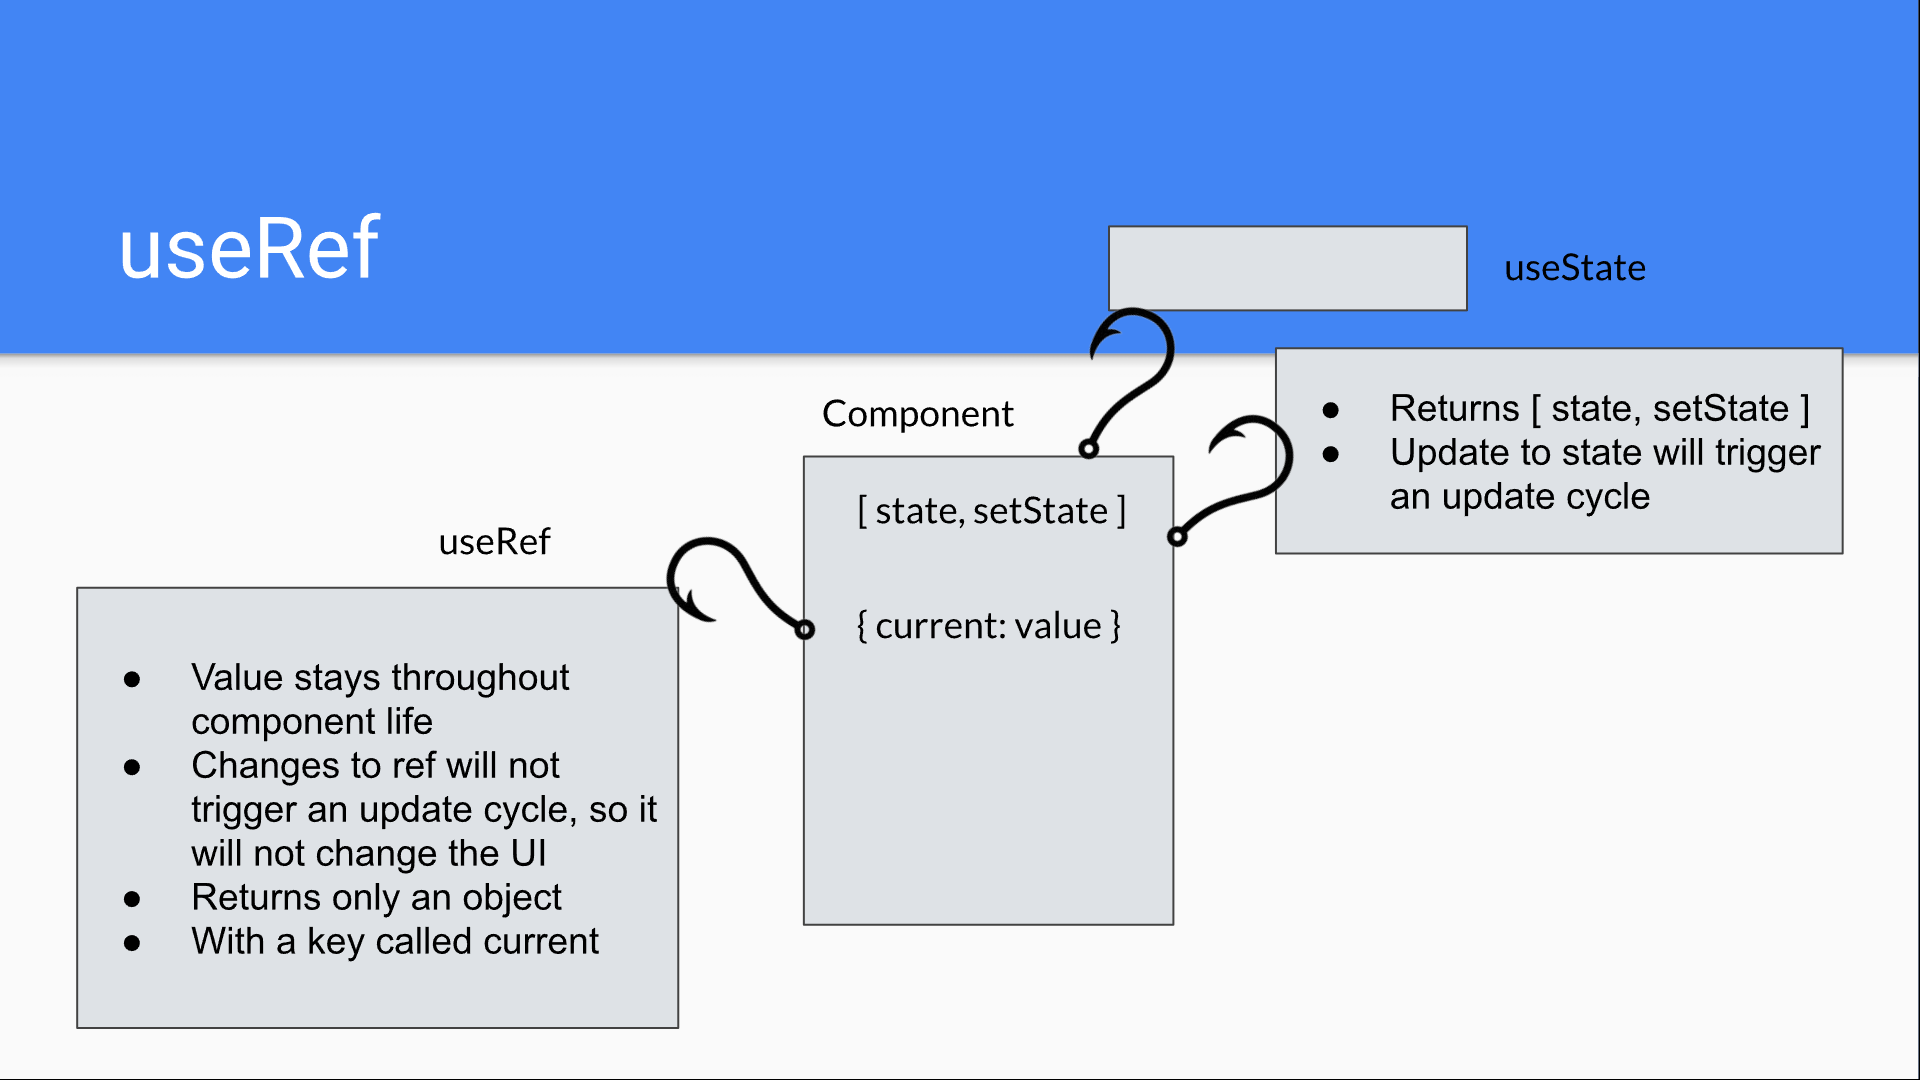 useRef
useState
Component
● Returns [ state, setState ]
● Update to state will trigger
an update cycle
[ state, setState ]
useRef
{ current: value }
● Value stays throughout
component life
● Changes to ref will not
trigger an update cycle, so it
will not change the UI
● Returns only an object
● With a key called current